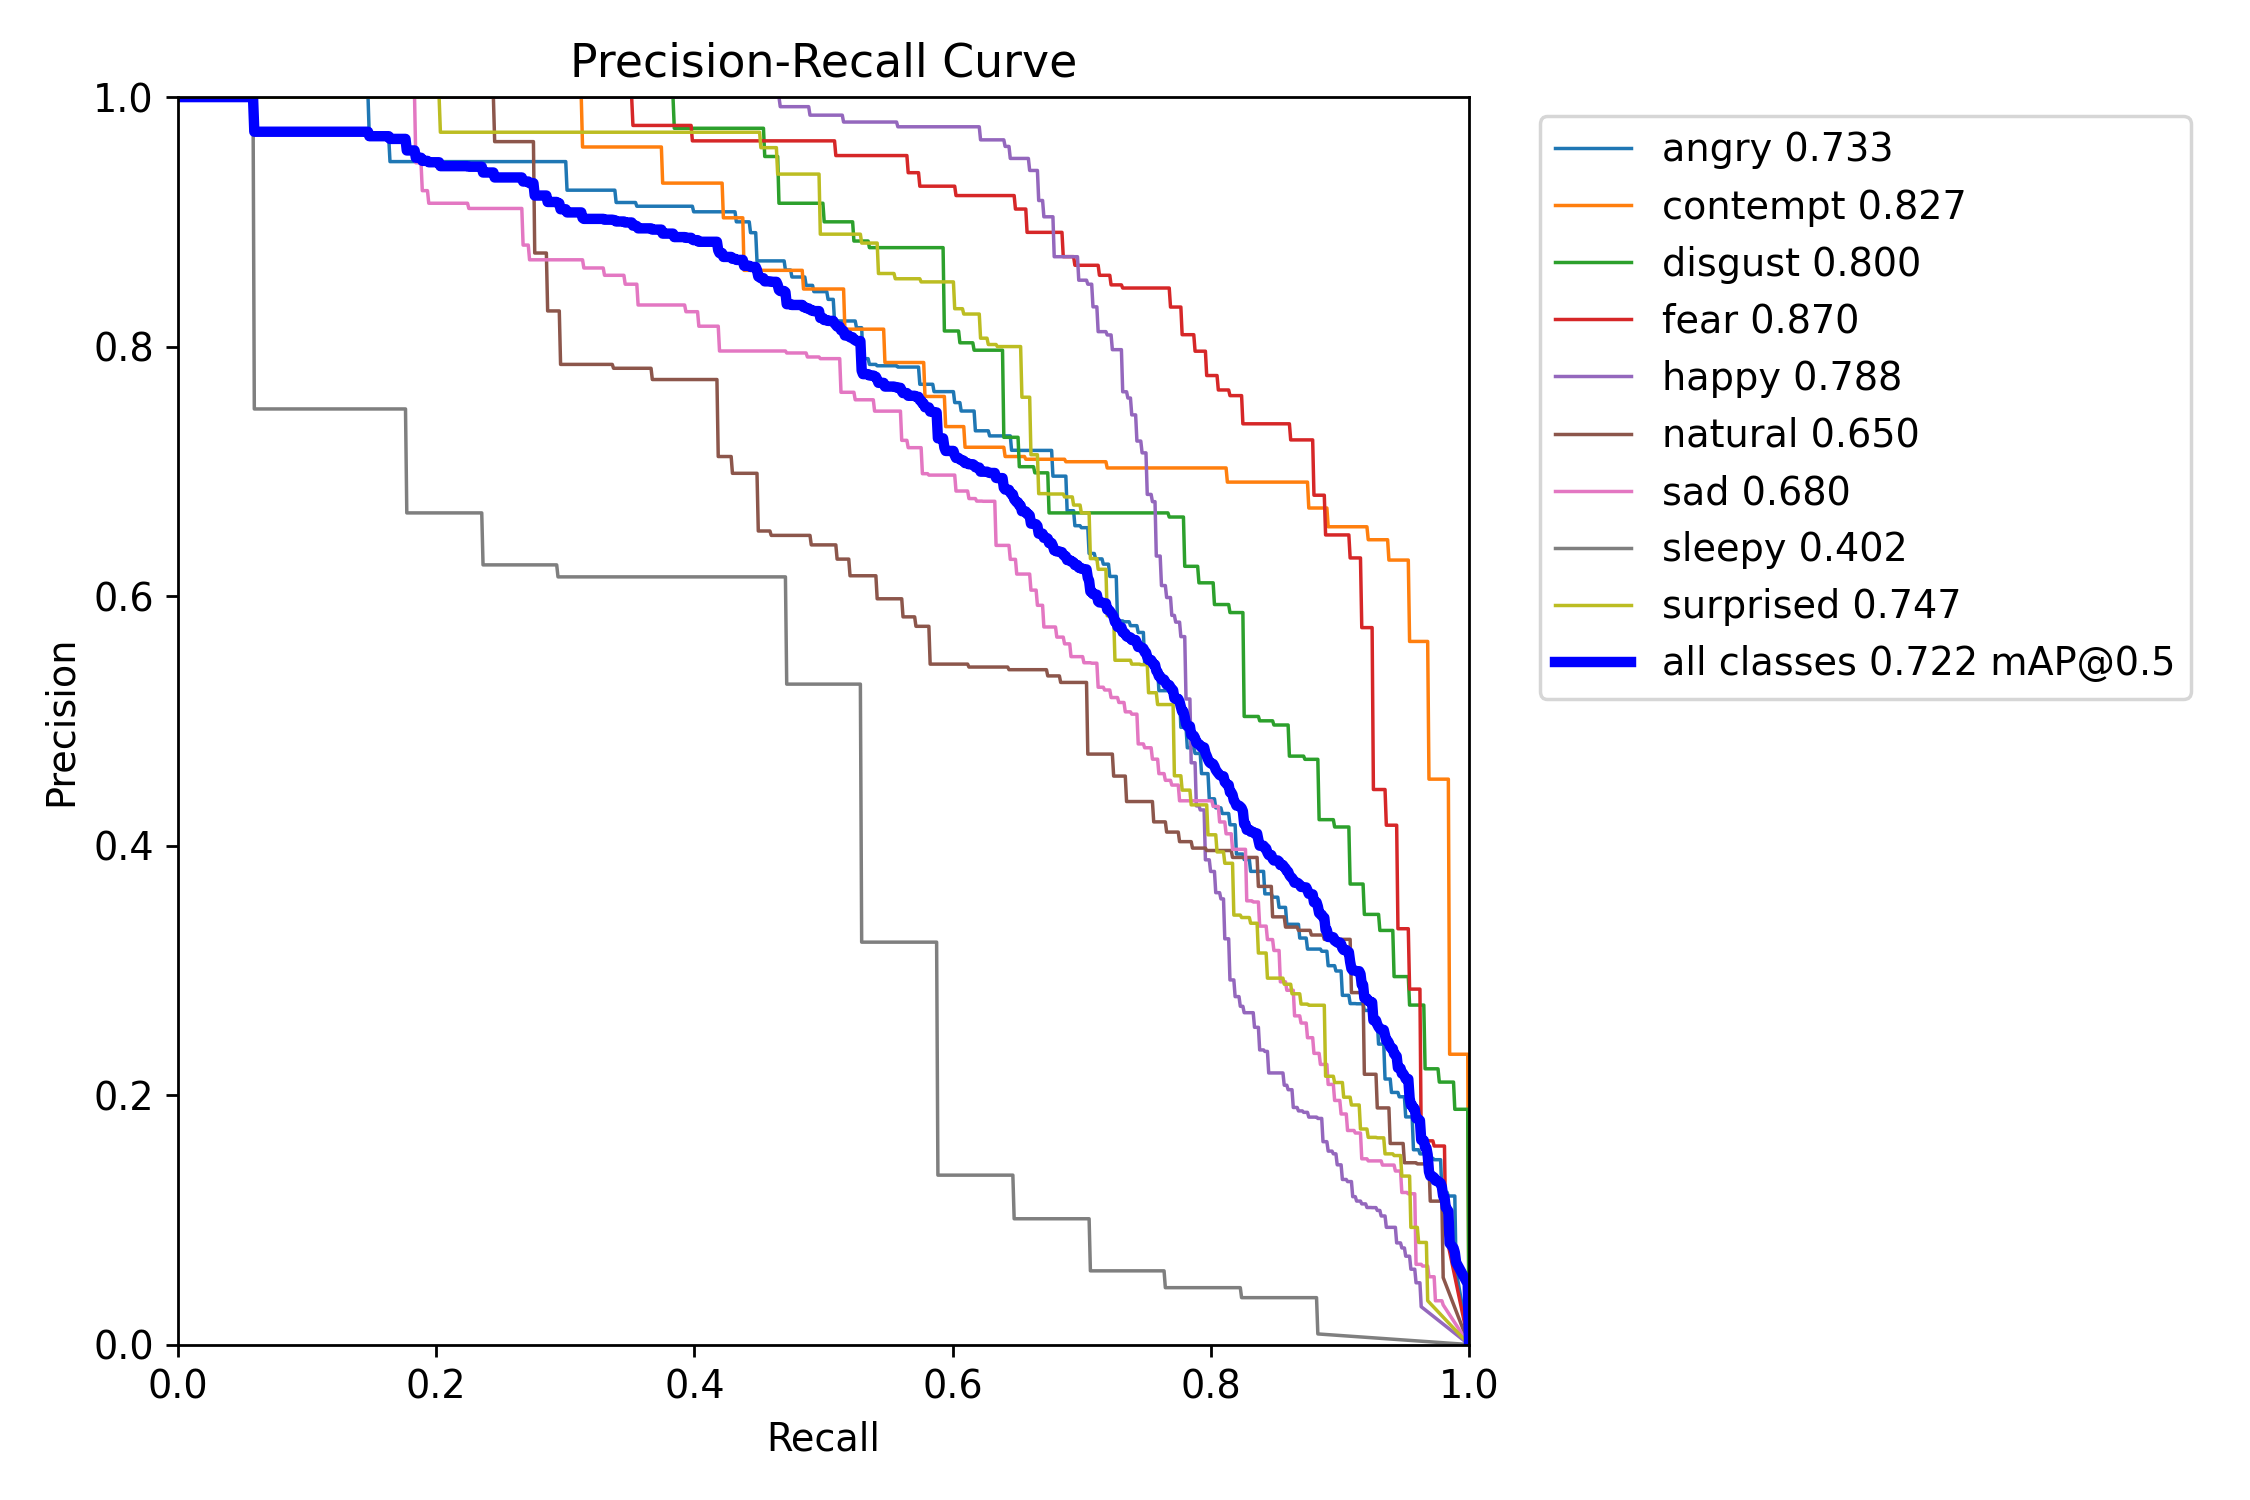 Precision-Recall Curve
1.0
0.8
0.6
0.4
0.2
0.0
Precision
0.0 0.2 0.4 0.6 0.8 1.0
Recall
angry 0.733
contempt 0.827
disgust 0.800
fear 0.870
happy 0.788
natural 0.650
sad 0.680
sleepy 0.402
surprised 0.747
all classes 0.722 mAP@0.5